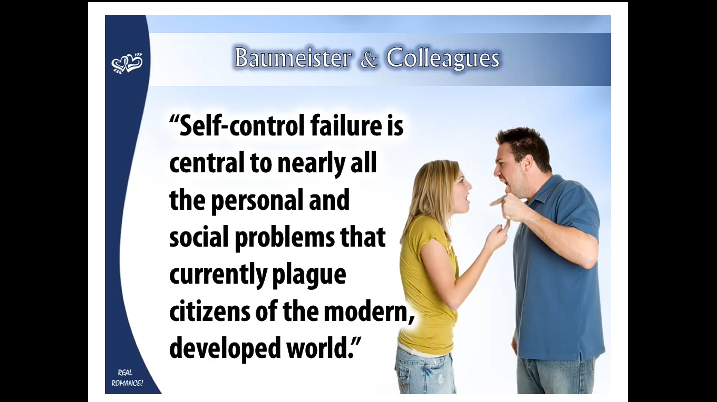 Baumeister & Colleagues
“Self-control failure is
central to nearly all
the personal and
social problems that
currently plague
citizens of the modern,
developed world.”
REAL
ROMANCE!